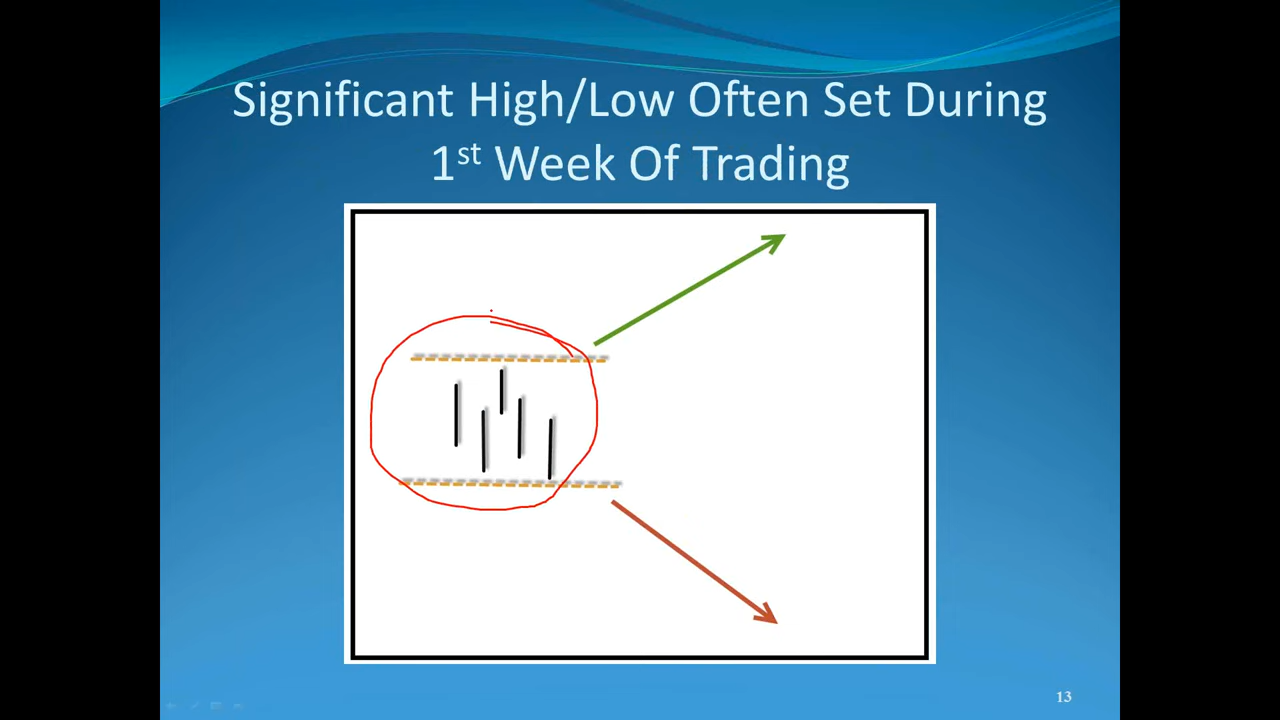 Significant High/Low Often Set During
1st Week Of Trading
13